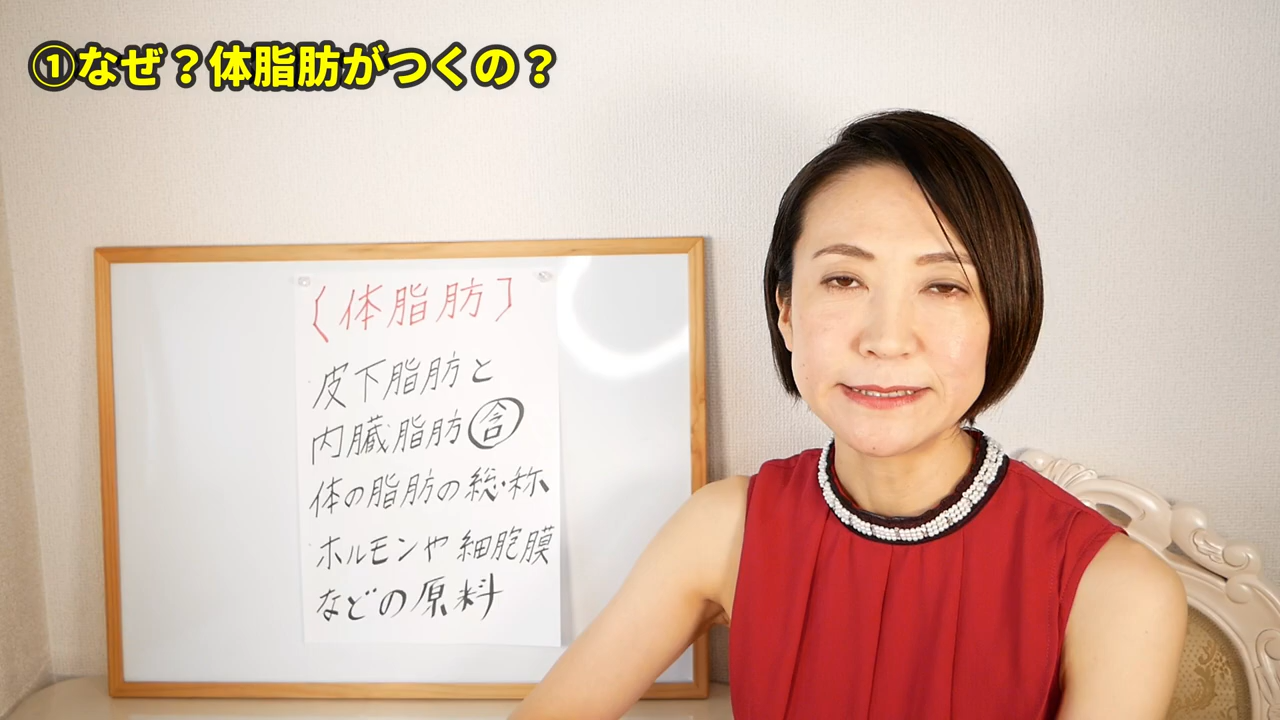 ①なぜ？体脂肪がつくの？
〈体脂肪〕
皮下脂肪と
内臓脂肪含
体の脂肪の総称
ホルモンや細胞膜
などの原料